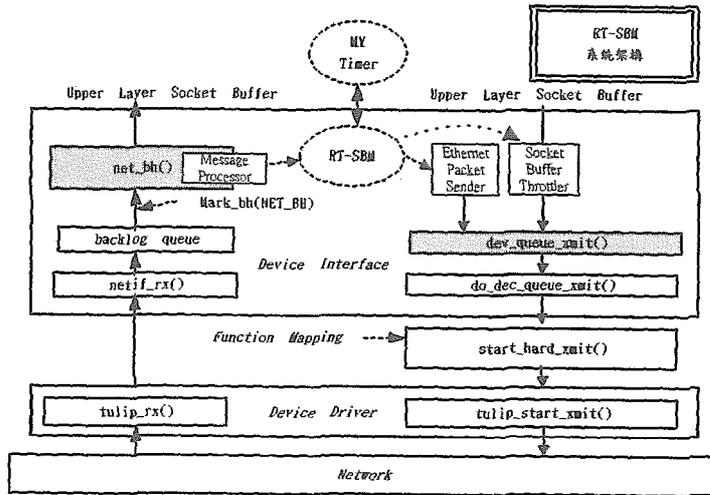 RT-SBM
系統架構
MY
Timer
Upper Layer Socket Buffer
Upper Layer Socket Buffer
net_bh()
Message
Processor
RT-SBM
Ethernet
Packet
Sender
Socket
Buffer
Throttler
Mark_bh(NET_BH)
backlog queue
dev_queue_xmit()
Device Interface
netif_rx()
do_dec_queue_xmit()
Function Mapping
start_hard_xmit()
tulip_rx()
Device Driver
tulip_start_xmit()
Network